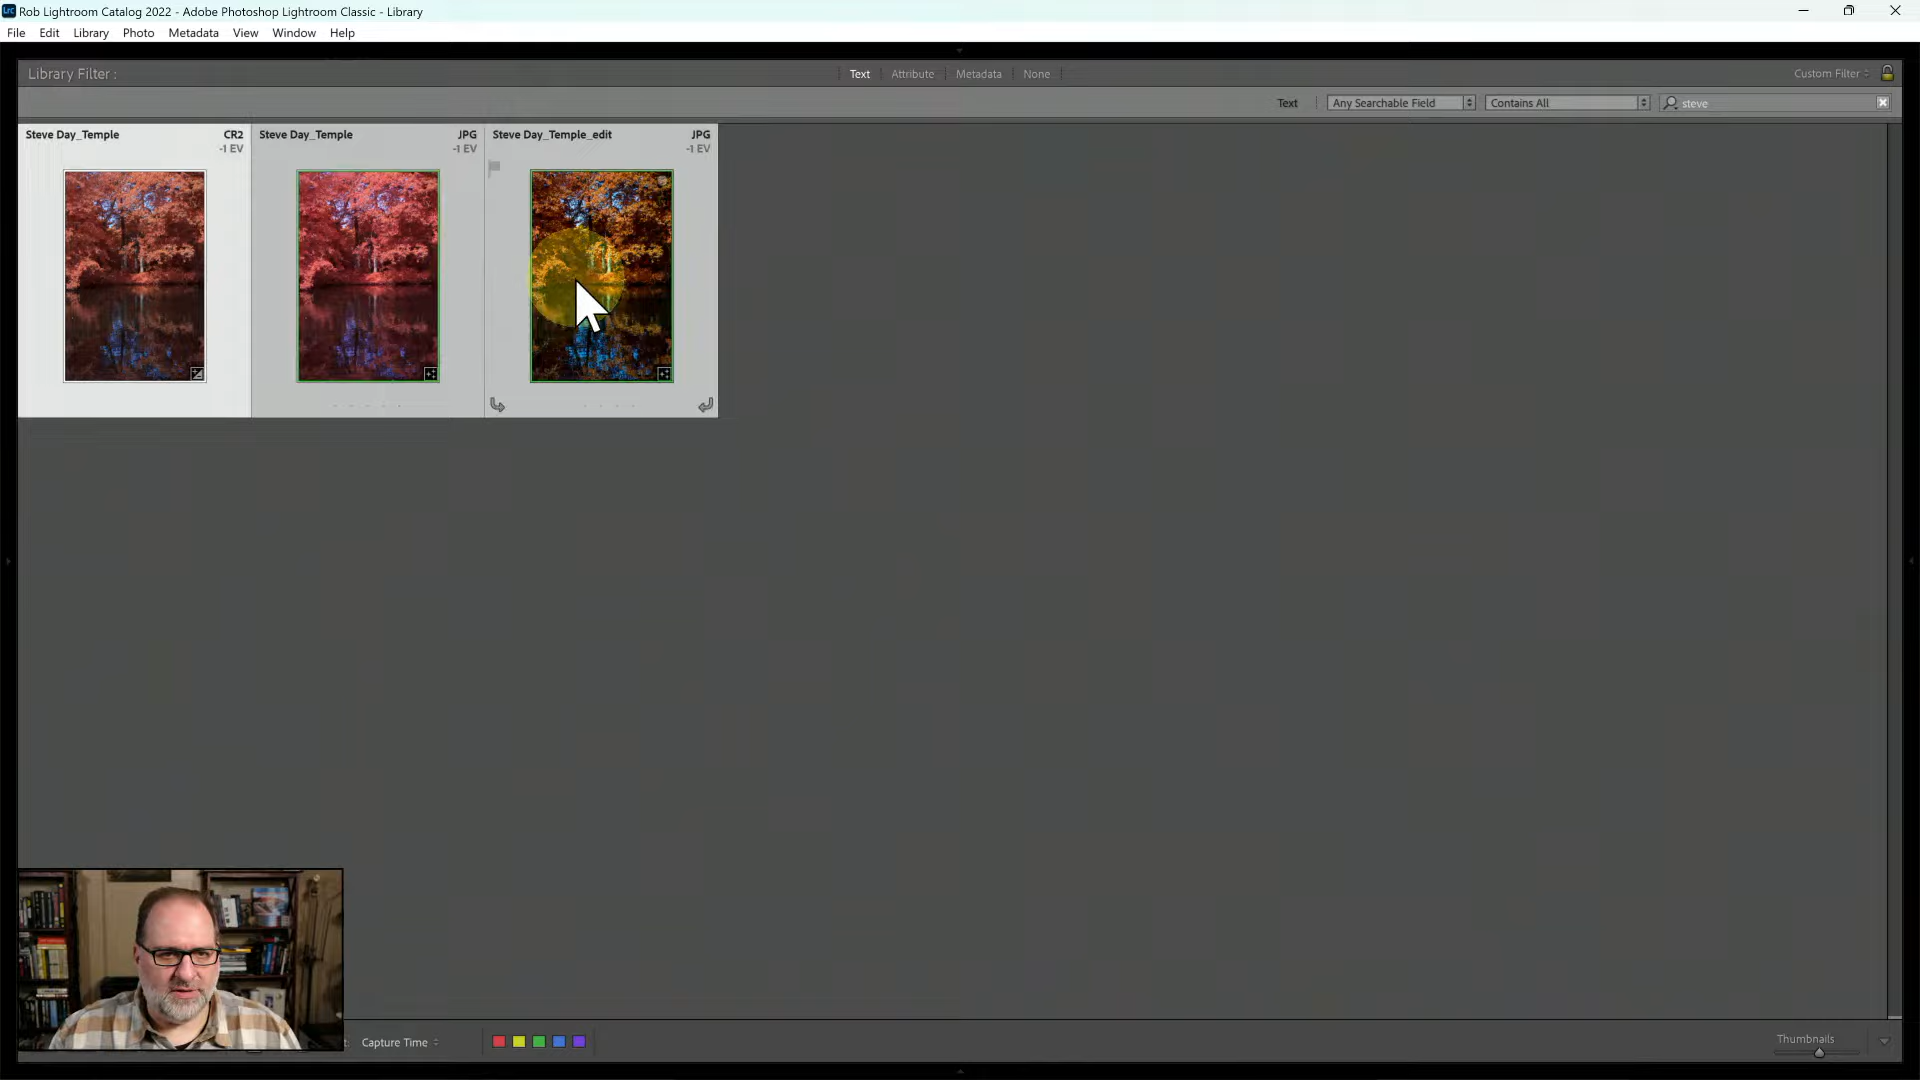 Lrc Rob Lightroom Catalog 2022 - Adobe Photoshop Lightroom Classic - Library
File Edit Library Photo Metadata View Window Help
Library Filter : Text Attribute Metadata None Custom Filter
Text Any Searchable Field Contains All steve
Steve Day_Temple CR2 Steve Day_Temple JPG Steve Day_Temple_edit JPG
-1 EV -1 EV -1 EV
Capture Time Thumbnails